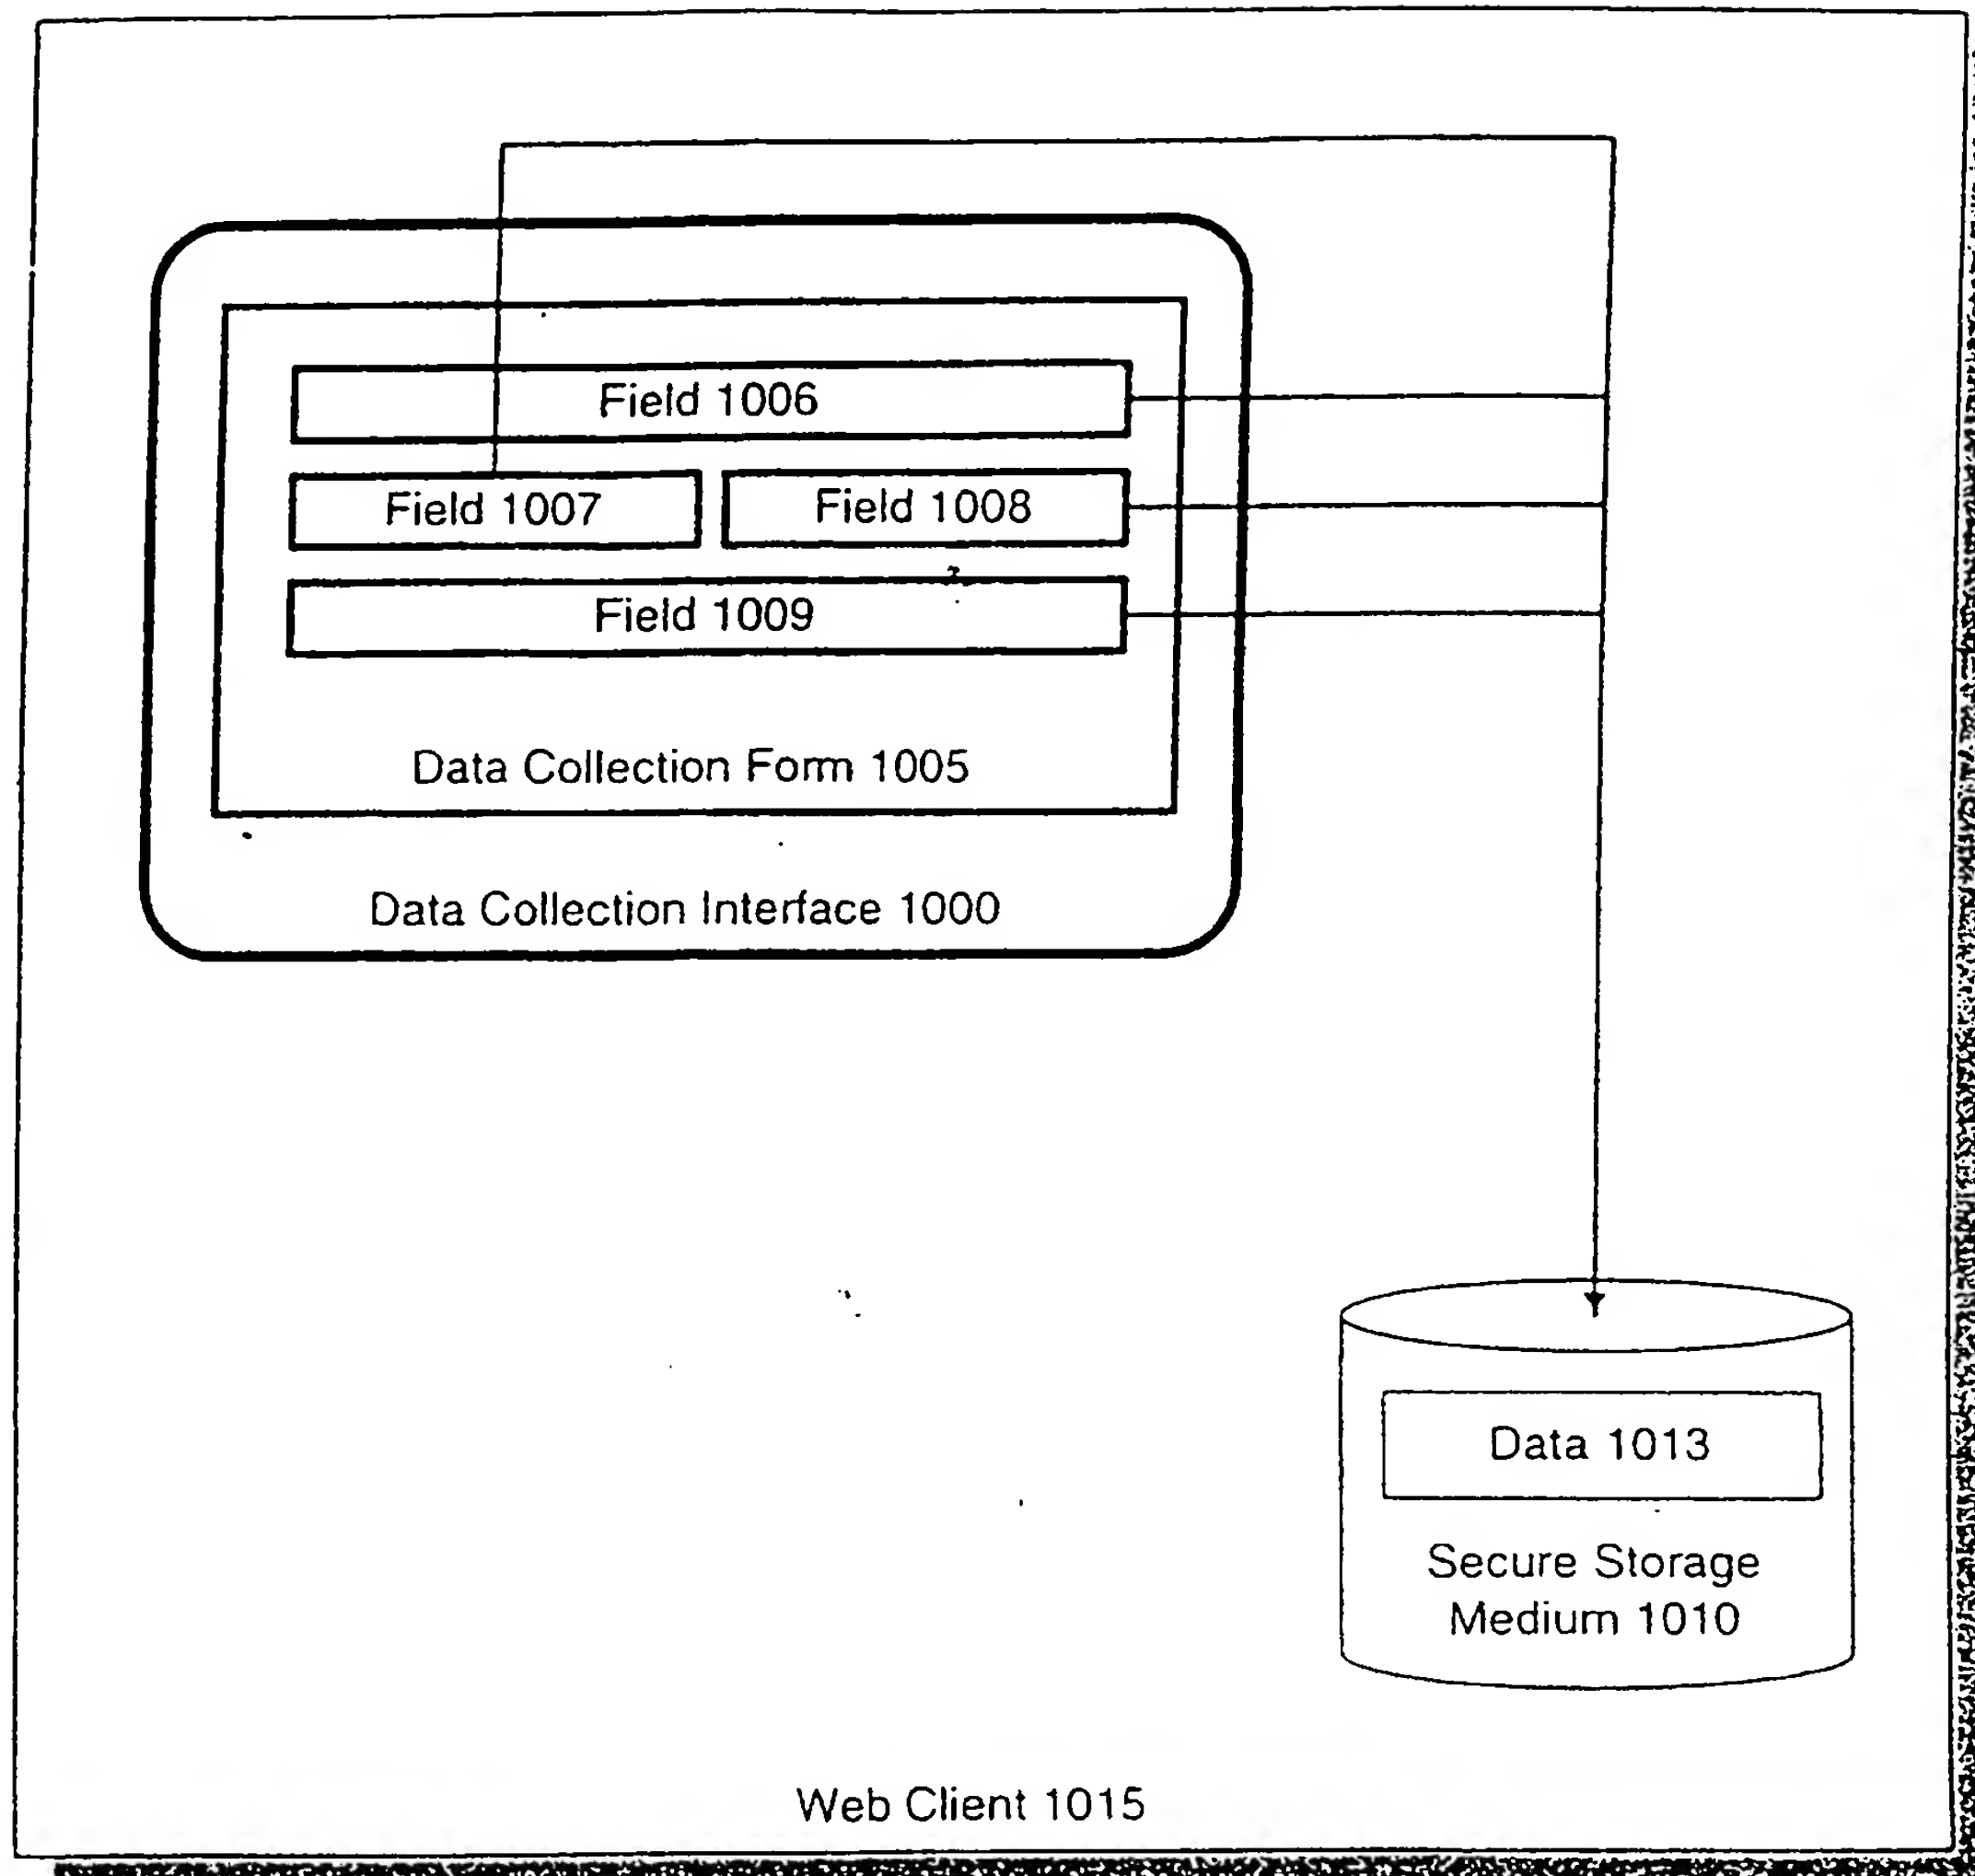 Field 1006
Field 1007
Field 1008
Field 1009
Data Collection Form 1005
Data Collection Interface 1000
Data 1013
Secure Storage
Medium 1010
Web Client 1015